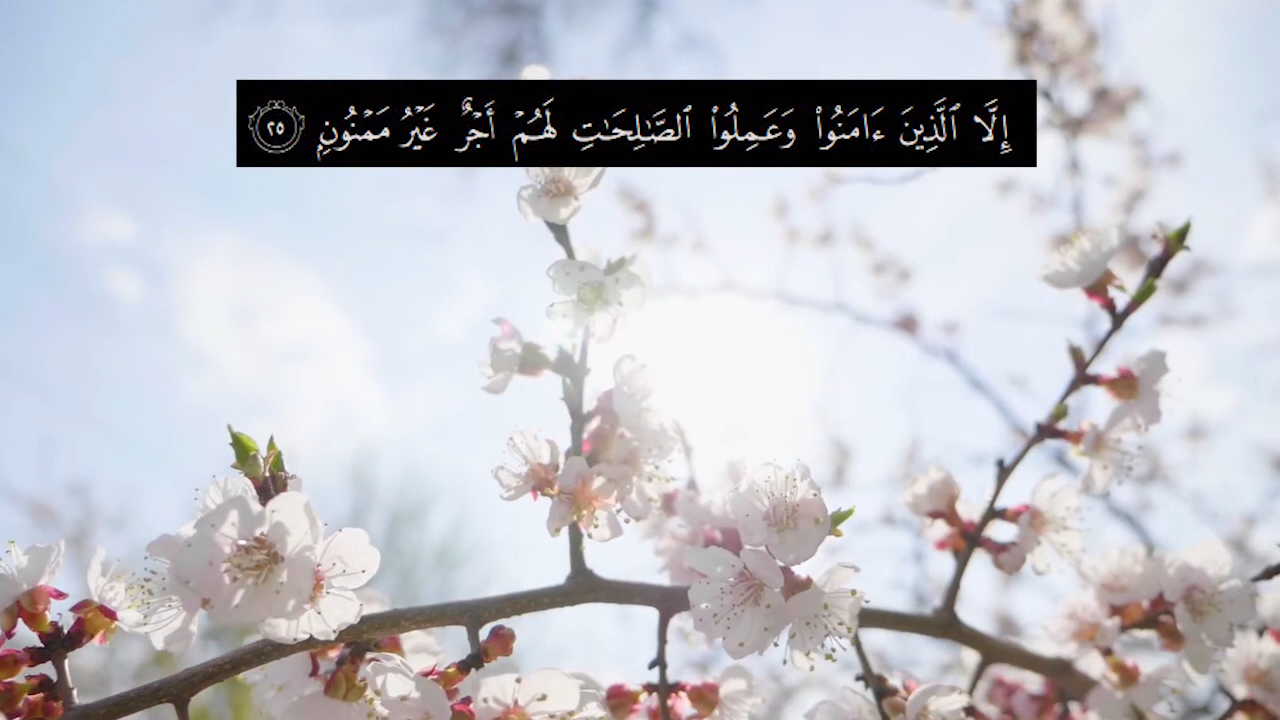 إِلَّا ٱلَّذِينَ ءَامَنُوا۟ وَعَمِلُوا۟ ٱلصَّـٰلِحَـٰتِ لَهُمۡ أَجۡرٌ غَيۡرُ مَمۡنُونِۭ ٢٥